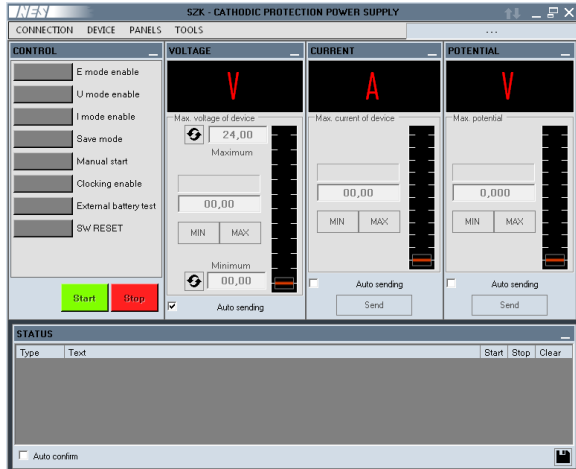 NES
SZK - CATHODIC PROTECTION POWER SUPPLY
CONNECTION DEVICE PANELS TOOLS
...
CONTROL
E mode enable
U mode enable
I mode enable
Save mode
Manual start
Clocking enable
External battery test
SW RESET
Start Stop
VOLTAGE
V
Max. voltage of device
24,00
Maximum
00,00
MIN MAX
Minimum
00,00
Auto sending
CURRENT
A
Max. current of device
00,00
MIN MAX
Auto sending
Send
POTENTIAL
V
Max. potential
0,000
MIN MAX
Auto sending
Send
STATUS
Type Text Start Stop Clear
Auto confirm